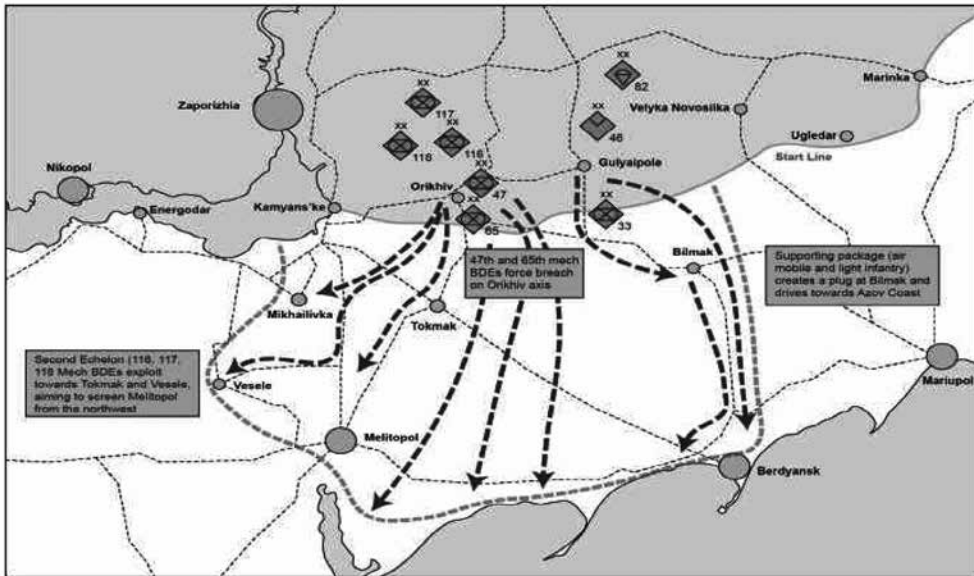 xx
82
xx
117
Marinka
Zaporizhia
Velyka Novosilka
xx
46
xx
118
xx
116
Ugledar
Start Line
Nikopol
Gulyaipole
xx
47
Orikhiv
Energodar
Kamyans'ke
xx
65
33
47th and 65th mech
BDEs force breach
on Orikhiv axis
Bilmak
Supporting package (air
mobile and light infantry)
creates a plug at Bilmak and
drives towards Azov Coast
Mikhailivka
Tokmak
Second Echelon (116, 117,
118 Mech BDEs exploit
towards Tokmak and Vesele,
aiming to screen Melitopol
from the northwest
Vesele
Mariupol
Melitopol
Berdyansk